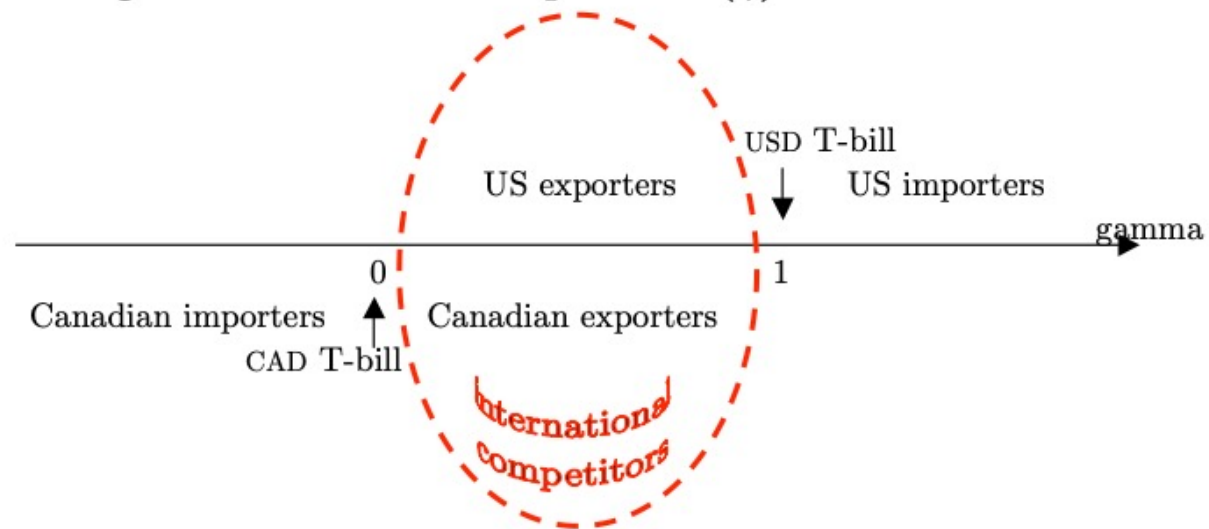 USD T-bill
US exporters
US importers
gamma
0
1
Canadian importers
Canadian exporters
CAD T-bill
international
competitors